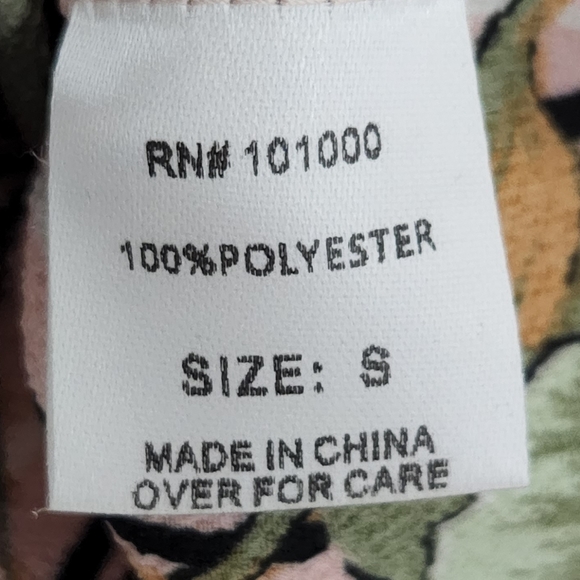 RN# 101000
100%POLYESTER
SIZE: S
MADE IN CHINA
OVER FOR CARE